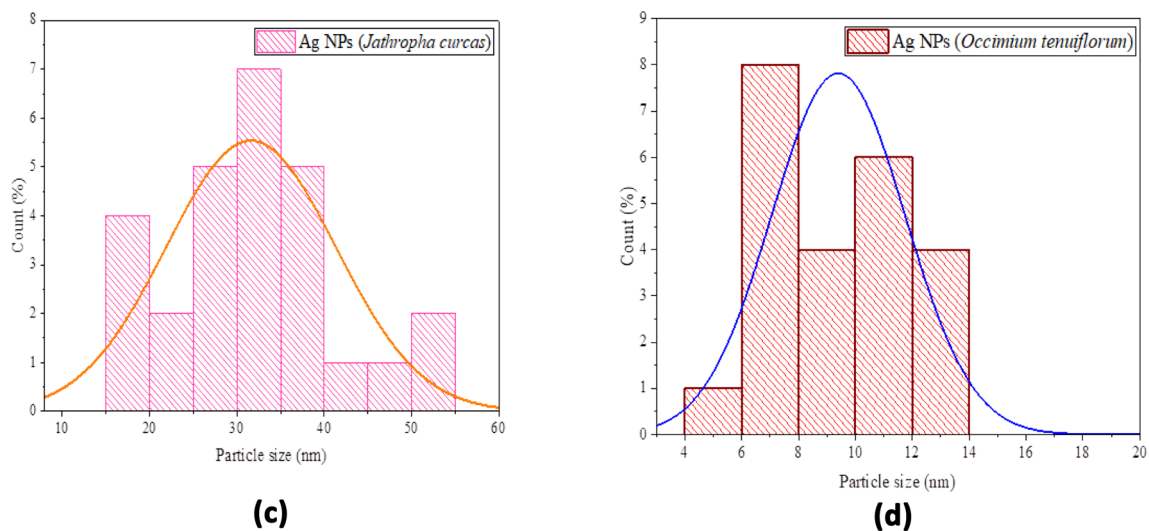 Ag NPs (Jathropha curcas)
8
7
6
5
4
3
2
1
0
Count (%)
10 20 30 40 50 60
Particle size (nm)
(c)
Ag NPs (Occimium tenuiflorum)
9
8
7
6
5
4
3
2
1
0
Count (%)
4 6 8 10 12 14 16 18 20
Particle size (nm)
(d)